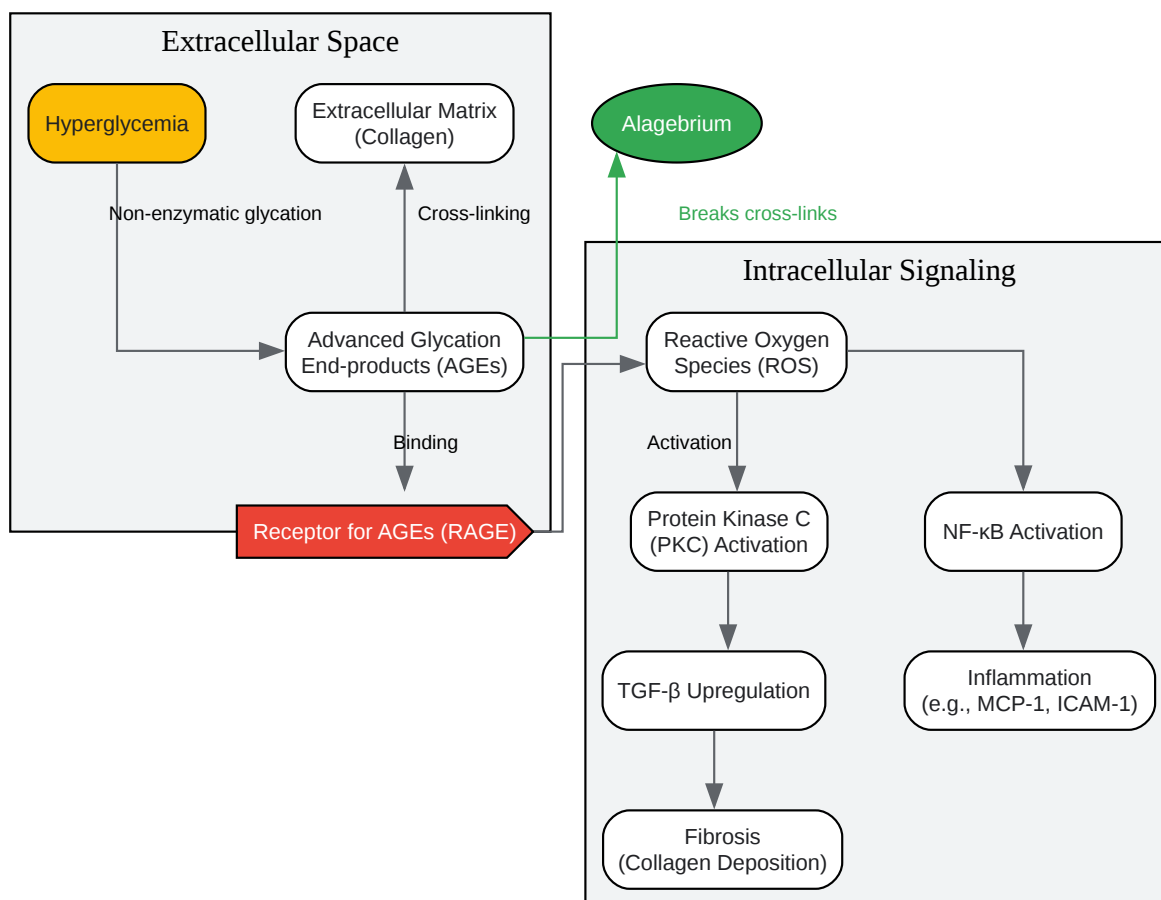 Extracellular Space
Hyperglycemia
Extracellular Matrix
(Collagen)
Alagebrium
Non-enzymatic glycation
Cross-linking
Breaks cross-links
Intracellular Signaling
Advanced Glycation
End-products (AGEs)
Reactive Oxygen
Species (ROS)
Binding
Activation
Receptor for AGEs (RAGE)
Protein Kinase C
(PKC) Activation
NF-κB Activation
TGF-β Upregulation
Inflammation
(e.g., MCP-1, ICAM-1)
Fibrosis
(Collagen Deposition)